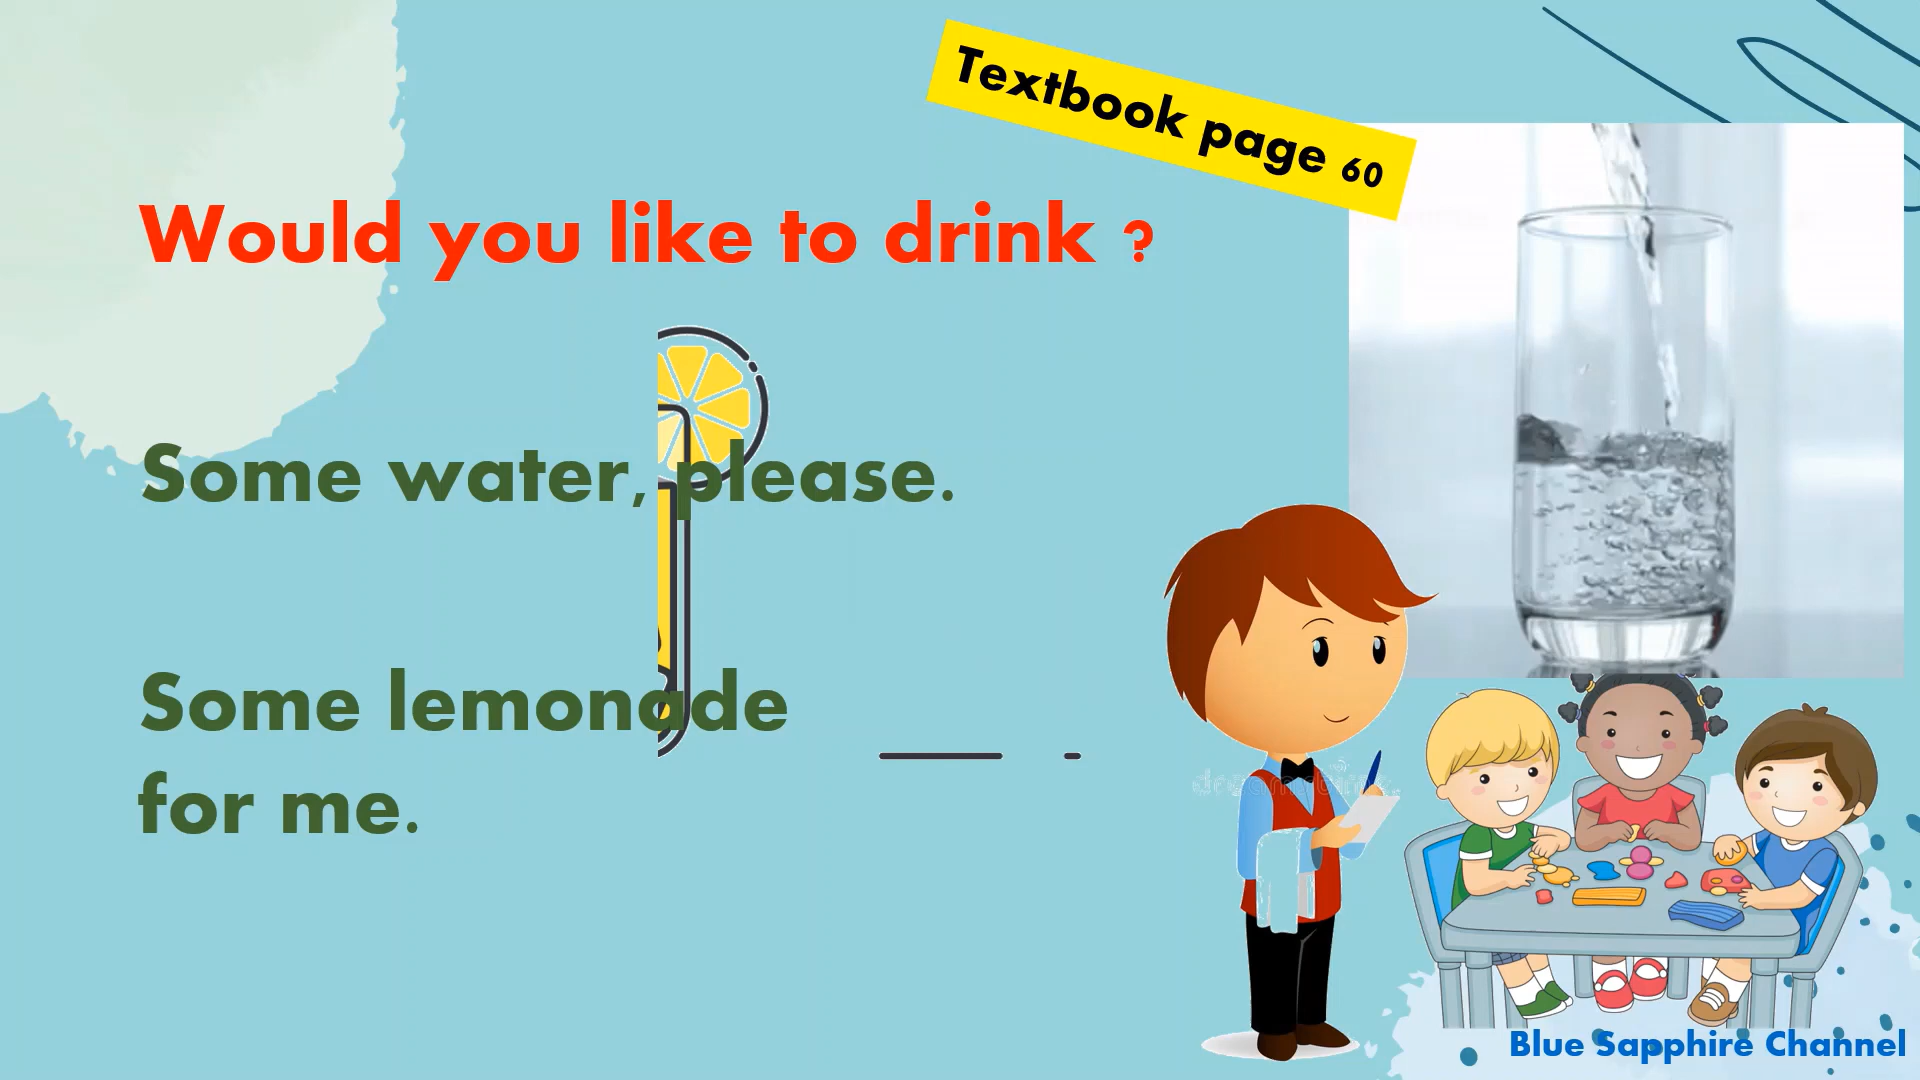 Textbook page 60
Would you like to drink ?
Some water, please.
Some lemonade
for me.
Blue Sapphire Channel